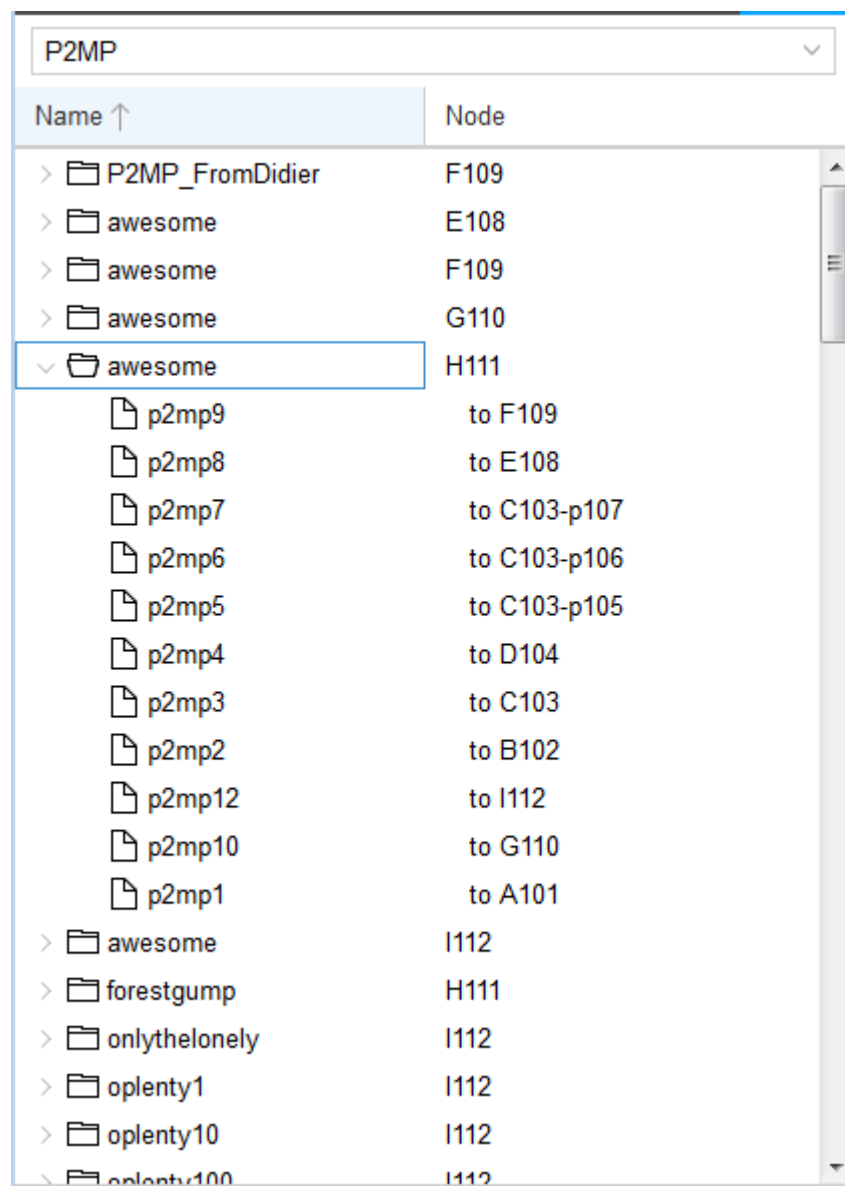 P2MP
Name Node
P2MP_FromDidier F109
awesome E108
awesome F109
awesome G110
awesome H111
p2mp9 to F109
p2mp8 to E108
p2mp7 to C103-p107
p2mp6 to C103-p106
p2mp5 to C103-p105
p2mp4 to D104
p2mp3 to C103
p2mp2 to B102
p2mp12 to I112
p2mp10 to G110
p2mp1 to A101
awesome I112
forestgump H111
onlythelonely I112
oplenty1 I112
oplenty10 I112
oplenty100 I112